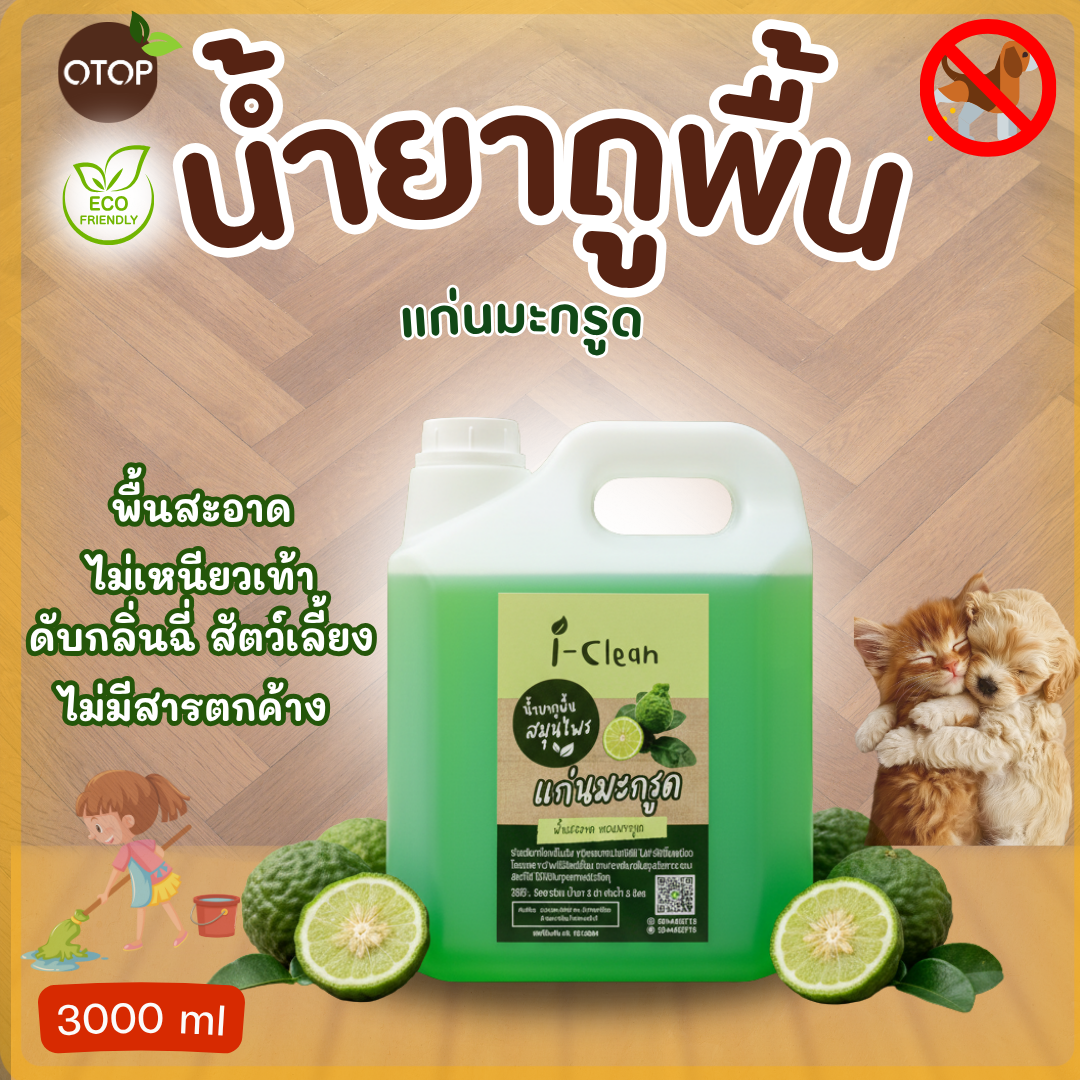 OTOP
ECO
FRIENDLY
น้ำยาถูพื้น
แก่นมะกรูด
พื้นสะอาด
ไม่เหนียวเท้า
ดับกลิ่นฉี่ สัตว์เลี้ยง
ไม่มีสารตกค้าง
i-Clean
น้ำยาถูพื้น
สมุนไพร
แก่นมะกรูด
3000 ml